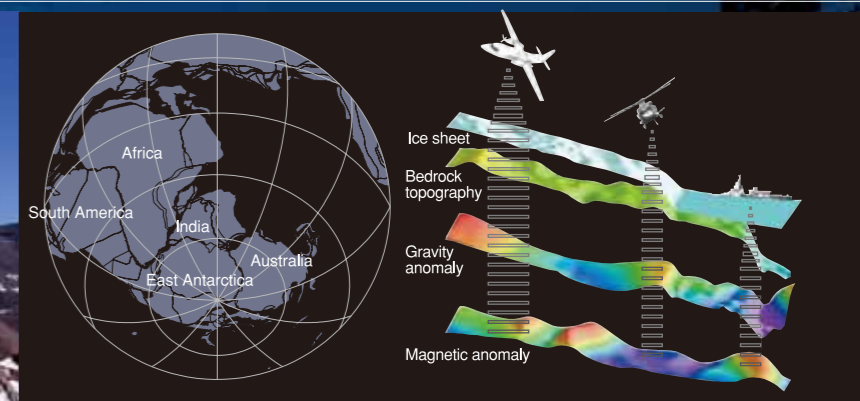 Africa
South America
India
Australia
East Antarctica
Ice sheet
Bedrock
topography
Gravity
anomaly
Magnetic anomaly